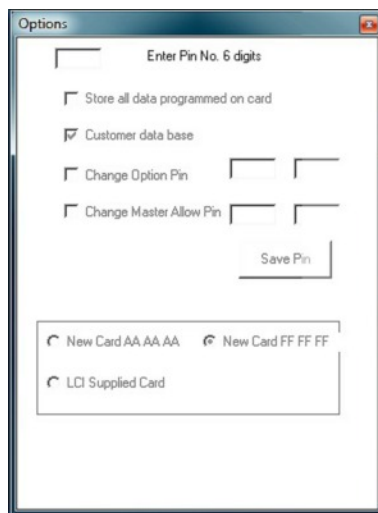 Options
Enter Pin No. 6 digits
Store all data programmed on card
Customer data base
Change Option Pin
Change Master Allow Pin
Save Pin
New Card AA AA AA New Card FF FF FF
LCI Supplied Card